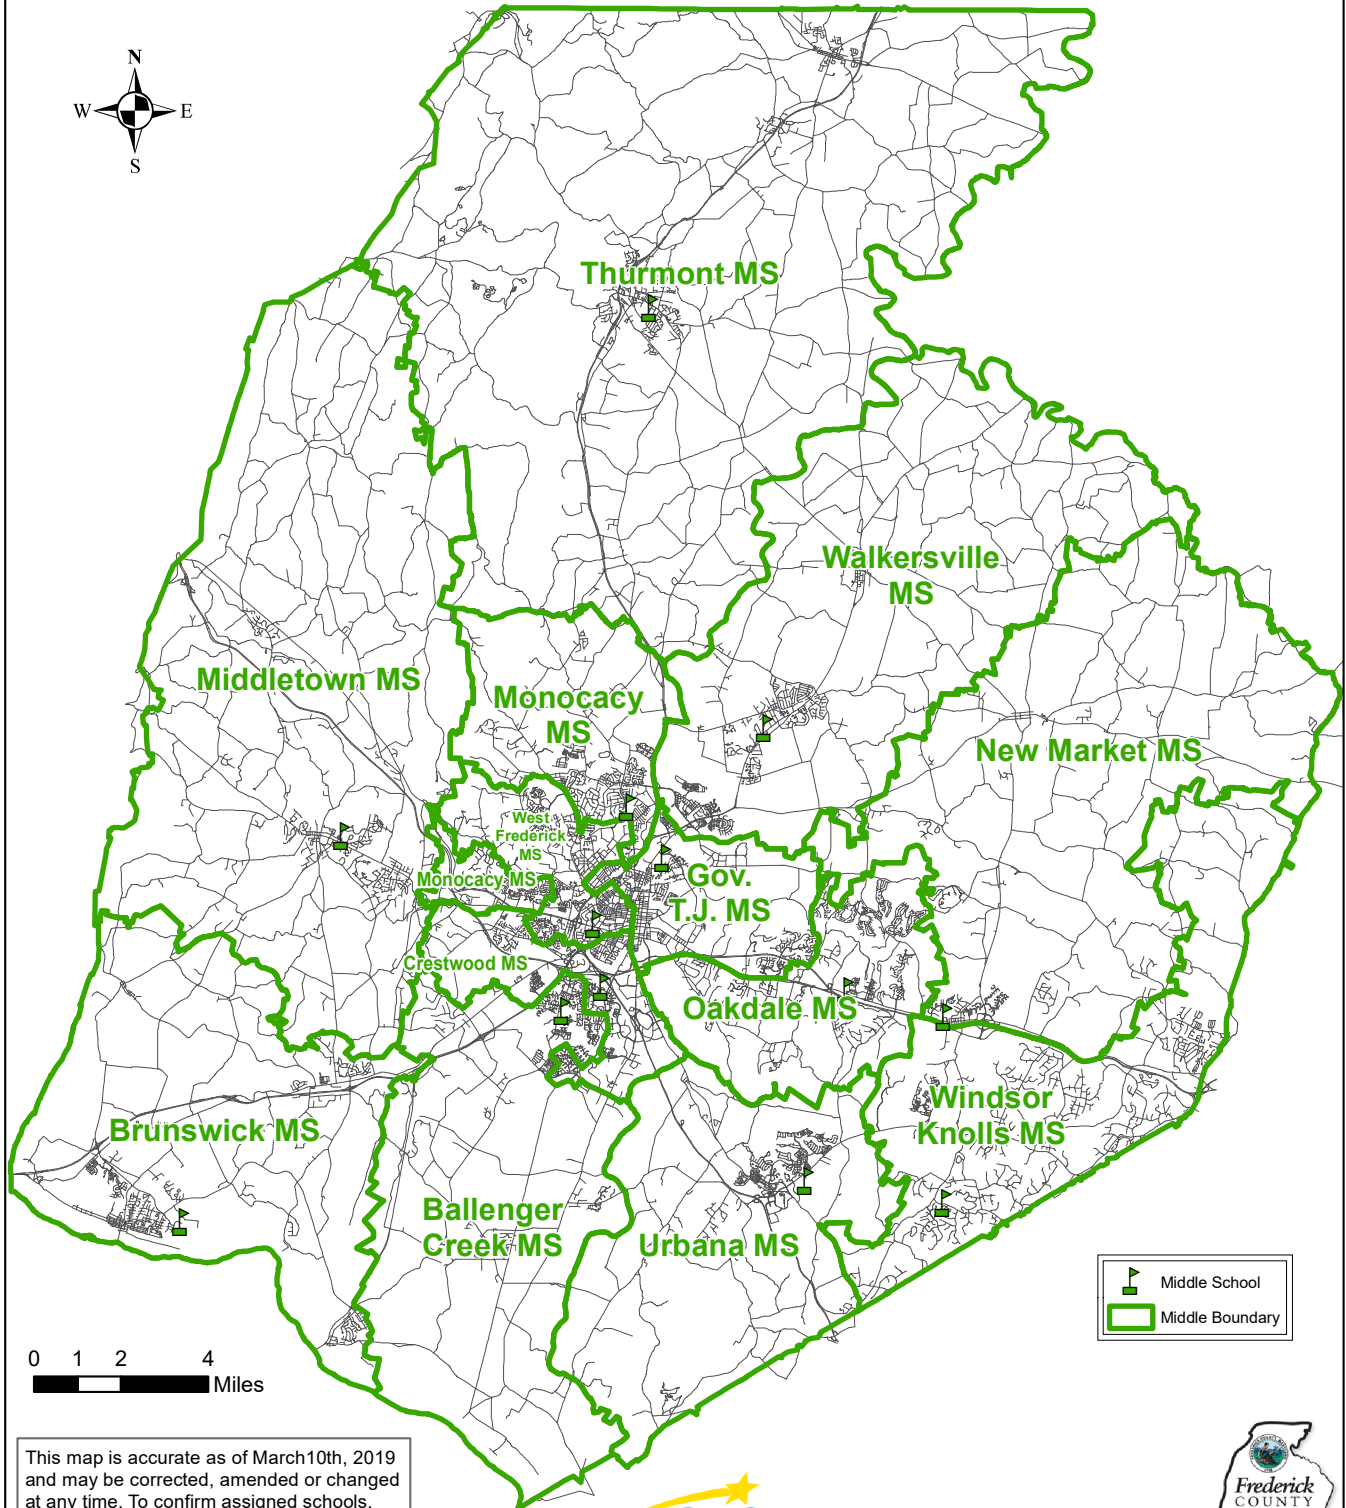 N
W E
S
Thurmont MS
Walkersville
MS
Middletown MS
Monocacy
MS
New Market MS
West
Frederick
MS
Monocacy MS
Gov.
T.J. MS
Crestwood MS
Oakdale MS
Windsor
Knolls MS
Brunswick MS
Ballenger
Creek MS
Urbana MS
Middle School
Middle Boundary
0 1 2 4
Miles
This map is accurate as of March10th, 2019
and may be corrected, amended or changed
at any time. To confirm assigned schools,
Frederick
COUNTY